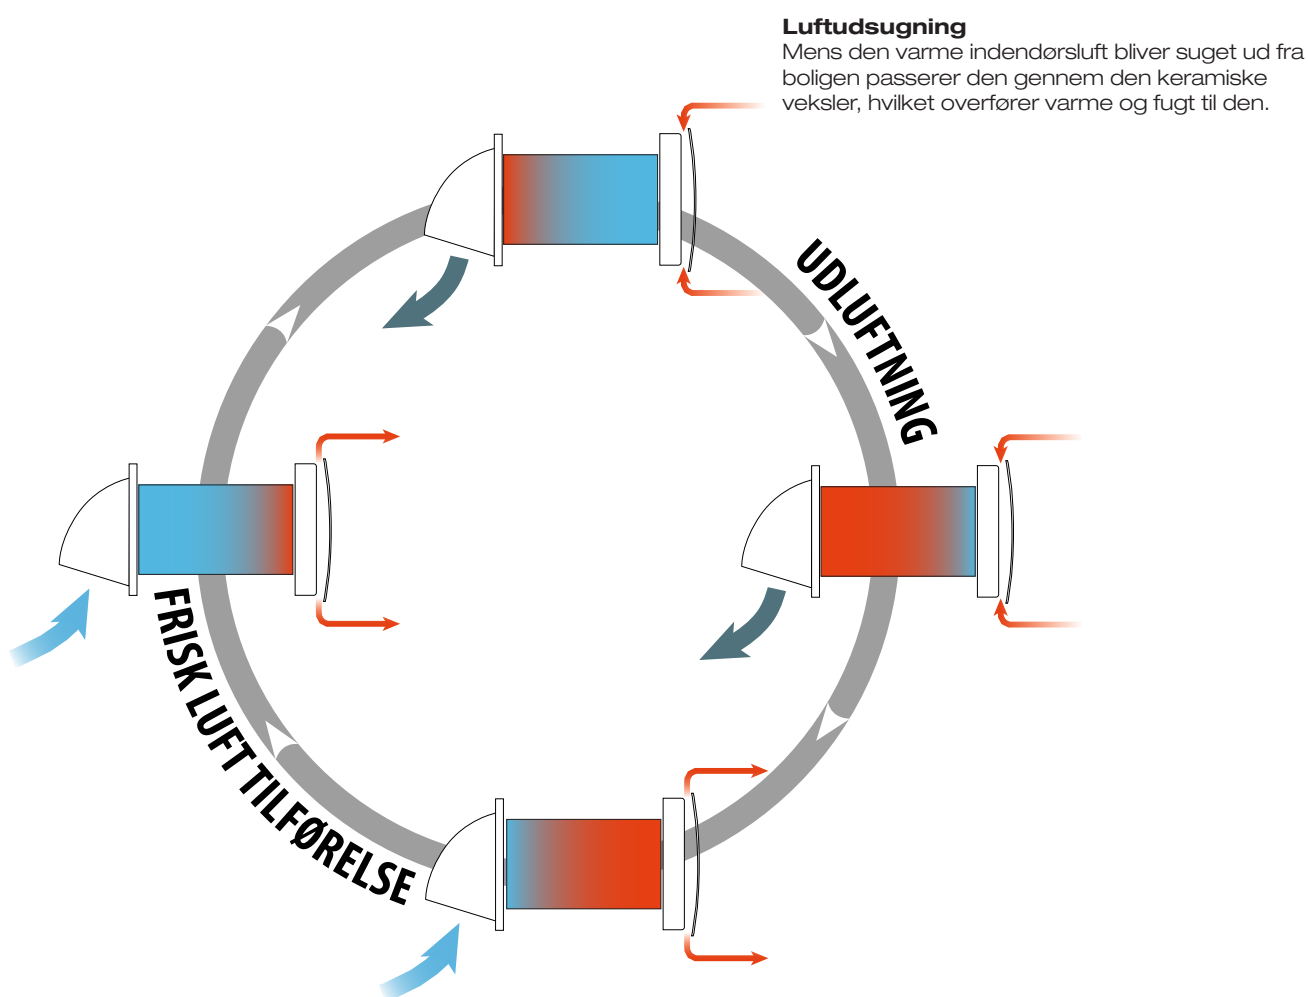 Luftudsugning
Mens den varme indendørsluft bliver suget ud fra
boligen passerer den gennem den keramiske
veksler, hvilket overfører varme og fugt til den.
UDLUFTNING
FRISK LUFT TILFØRELSE